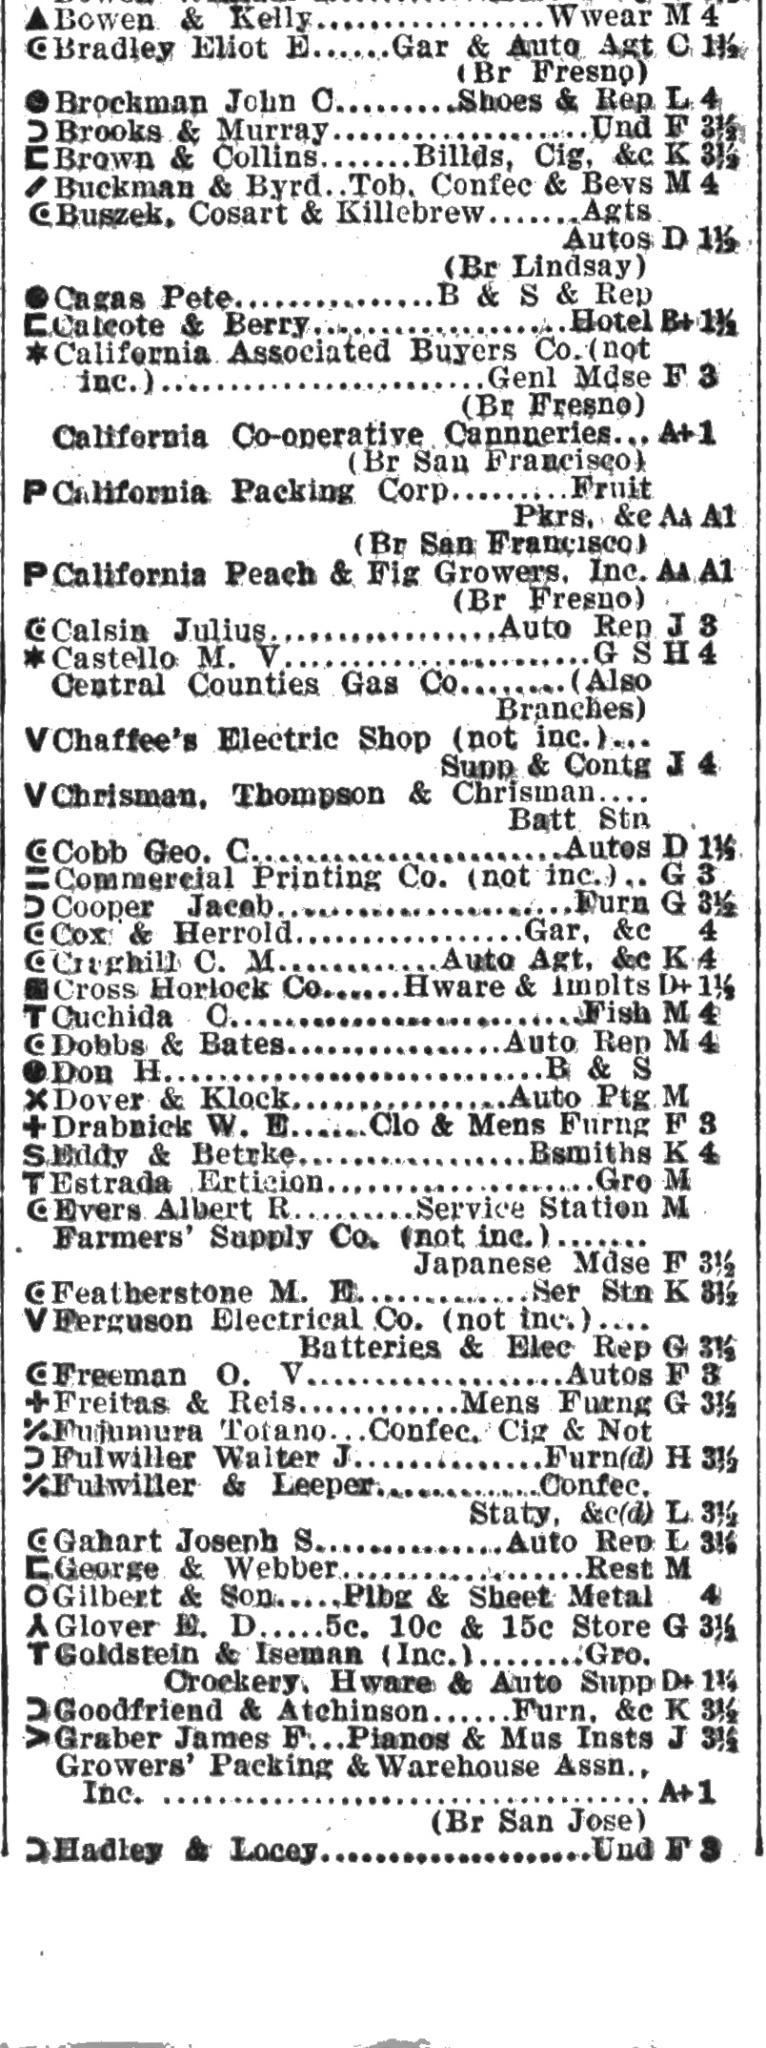 ▲Bowen & Kelly................Wwear M 4
Bradley Eliot E......Gar & Auto Agt C 1½
(Br Fresno)
●Brockman John C.........Shoes & Rep L 4
Brooks & Murray...................Und F 3½
Brown & Collins.......Billds, Cig, &c K 3½
Buckman & Byrd..Tob, Confec & Bevs M 4
Buszek, Cosart & Killebrew.......Agts
Autos D 1½
(Br Lindsay)
●Cagas Pete...............B & S & Rep
Catcote & Berry...................Hotel B+ 1½
*California Associated Buyers Co.(not
inc.)........................Genl Mdse F 3
(Br Fresno)
California Co-operative Cannneries... A+1
(Br San Francisco)
P California Packing Corp.........Fruit
Pkrs, &c AA A1
(Br San Francisco)
P California Peach & Fig Growers, Inc. AA A1
(Br Fresno)
Calsin Julius.................Auto Rep J 3
*Castello M. V.......................G S H 4
Central Counties Gas Co........(Also
Branches)
V Chaffee's Electric Shop (not inc.)...
Supp & Contg J 4
V Chrisman, Thompson & Chrisman....
Batt Stn
Cobb Geo. C.......................Autos D 1½
Commercial Printing Co. (not inc.).. G 3
Cooper Jacob......................Furn G 3½
Cox & Herrold.................Gar, &c 4
C. M............Auto Agt, &c K 4
Cross Horlock Co......Hware & Implts D+ 1½
T Cuchida C..........................Fish M 4
Dobbs & Bates................Auto Rep M 4
●Don H............................B & S
Dover & Klock................Auto Ptg M
+Drabnick W. E......Clo & Mens Furng F 3
S Eddy & Betrke.................Bsmiths K 4
T Estrada Erticion....................Gro M
Evers Albert R.........Service Station M
Farmers' Supply Co. (not inc.).......
Japanese Mdse F 3½
Featherstone M. E.............Ser Stn K 3½
V Ferguson Electrical Co. (not inc.)....
Batteries & Elec Rep G 3½
Freeman O. V...................Autos F 3
+Freitas & Reis............Mens Furng G 3½
Fujumura Totano...Confec, Cig & Not
Fulwiller Walter J..............Furn(d) H 3½
Fulwiller & Leeper............Confec,
Staty, &c(d) L 3½
Gahart Joseph S..............Auto Rep L 3½
George & Webber..................Rest M
Gilbert & Son.....Plbg & Sheet Metal 4
Glover E. D.....5c, 10c & 15c Store G 3½
T Goldstein & Iseman (Inc.)........Gro,
Crockery, Hware & Auto Supp D+ 1½
Goodfriend & Atchinson......Furn, &c K 3½
Graber James F...Pianos & Mus Insts J 3½
Growers' Packing & Warehouse Assn.,
Inc. ................................... A+1
(Br San Jose)
Hadley & Locey....................Und F 3